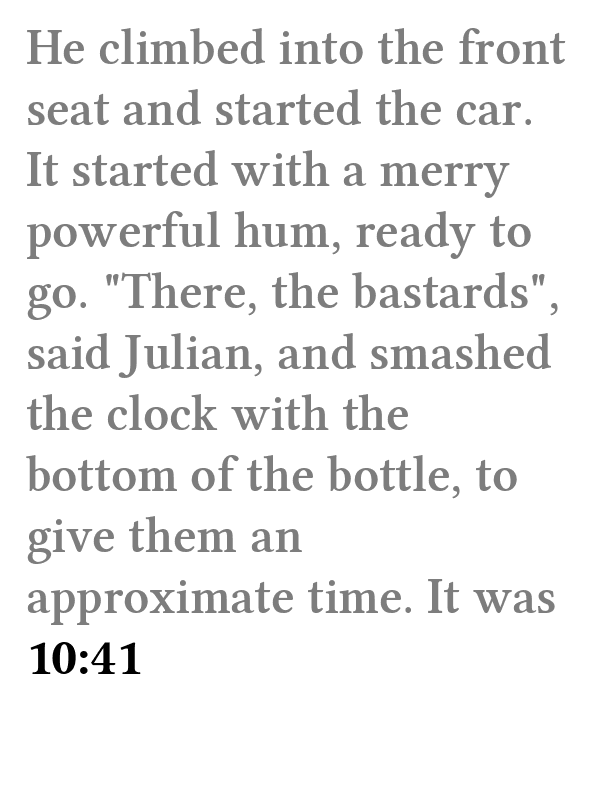 He climbed into the front
seat and started the car.
It started with a merry
powerful hum, ready to
go. "There, the bastards",
said Julian, and smashed
the clock with the
bottom of the bottle, to
give them an
approximate time. It was
10:41